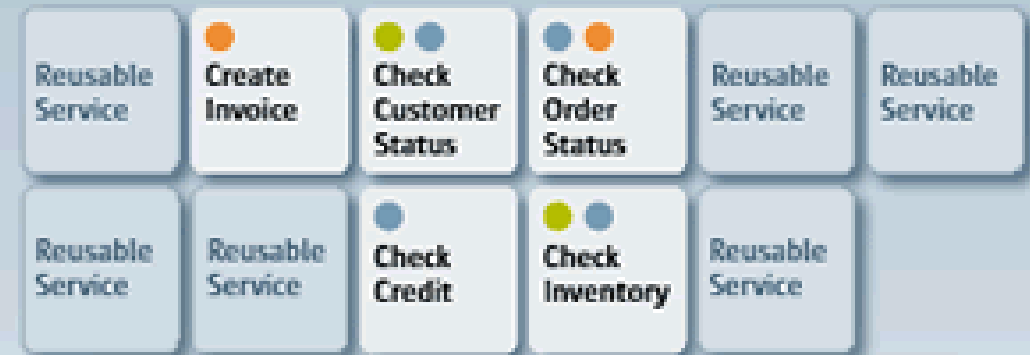 Reusable
Service
Create
Invoice
Check
Customer
Status
Check
Order
Status
Reusable
Service
Reusable
Service
Reusable
Service
Reusable
Service
Check
Credit
Check
Inventory
Reusable
Service